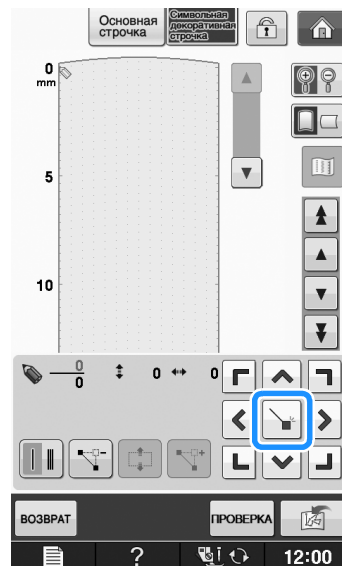 Основная
строчка
Символьная
декоративная
строчка
0
mm
5
10
0
0
0
0
ВОЗВРАТ
ПРОВЕРКА
?
12:00